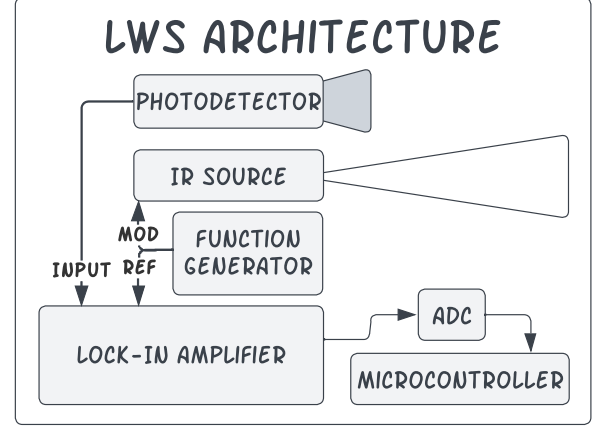 LWS ARCHITECTURE
PHOTODETECTOR
IR SOURCE
MOD
FUNCTION
GENERATOR
INPUT REF
LOCK-IN AMPLIFIER
ADC
MICROCONTROLLER